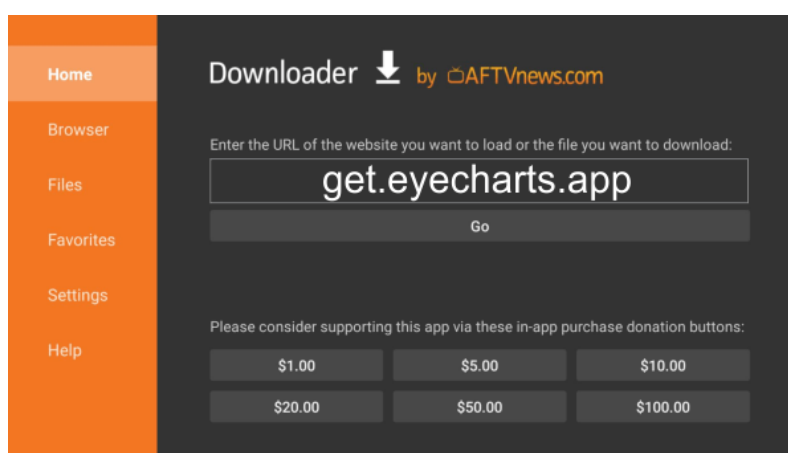 Home
Browser
Files
Favorites
Settings
Help
Downloader by AFTVnews.com
Enter the URL of the website you want to load or the file you want to download:
get.eyecharts.app
Go
Please consider supporting this app via these in-app purchase donation buttons:
$1.00 $5.00 $10.00
$20.00 $50.00 $100.00